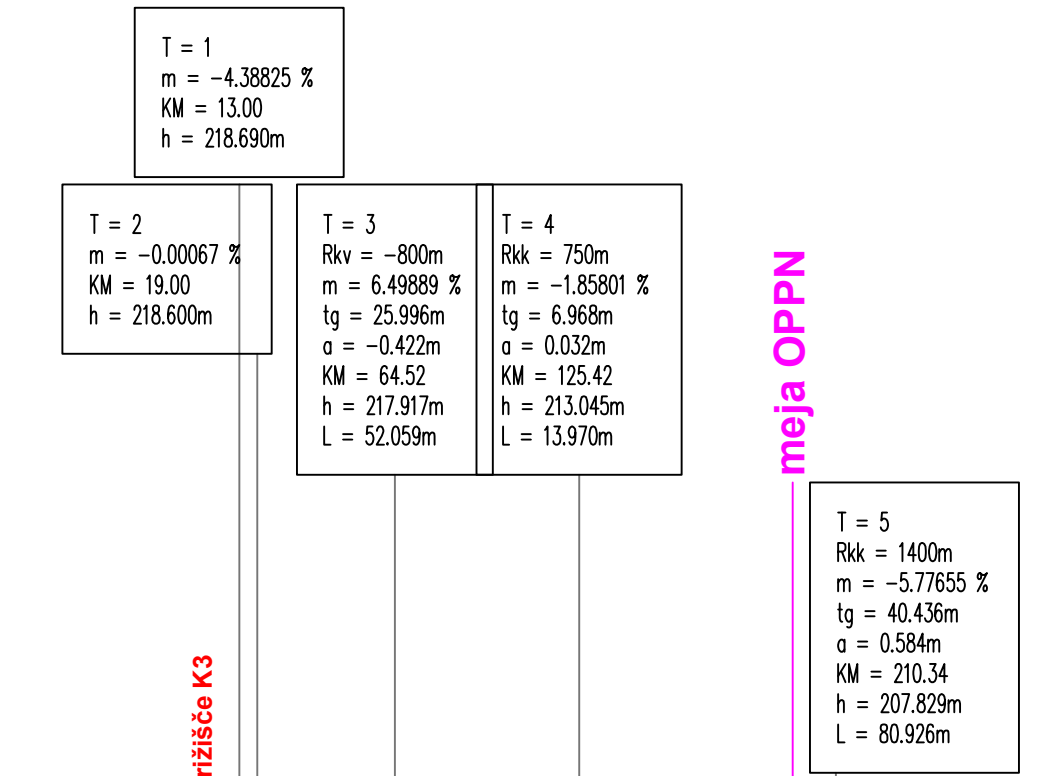 T = 1
m = −4.38825 %
KM = 13.00
h = 218.690m
T = 2
m = −0.00067 %
KM = 19.00
h = 218.600m
T = 3
Rkv = −800m
m = 6.49889 %
tg = 25.996m
a = −0.422m
KM = 64.52
h = 217.917m
L = 52.059m
T = 4
Rkk = 750m
m = −1.85801 %
tg = 6.968m
a = 0.032m
KM = 125.42
h = 213.045m
L = 13.970m
meja OPPN
T = 5
Rkk = 1400m
m = −5.77655 %
tg = 40.436m
a = 0.584m
KM = 210.34
h = 207.829m
L = 80.926m
rižišče K3